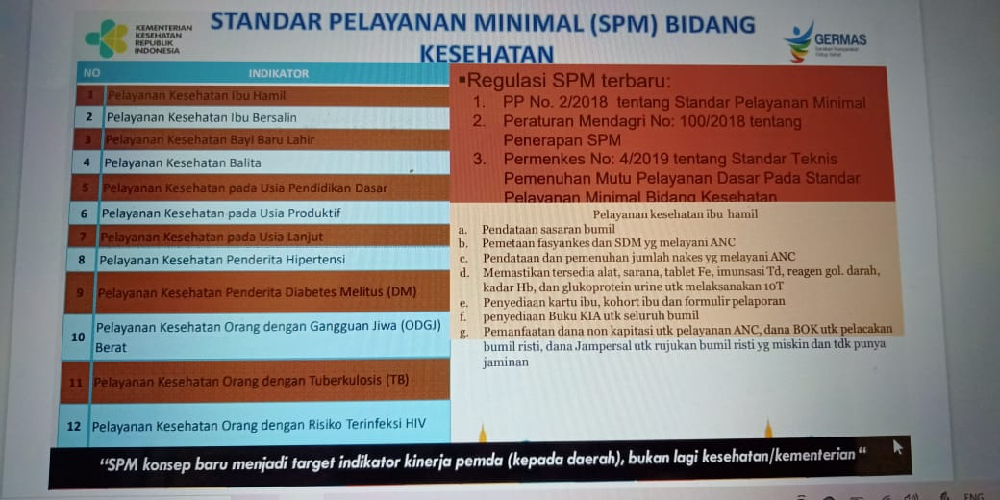 KEMENTERIAN
KESEHATAN
REPUBLIK
INDONESIA
STANDAR PELAYANAN MINIMAL (SPM) BIDANG
KESEHATAN
GERMAS
NO INDIKATOR
1 Pelayanan Kesehatan Ibu Hamil
2 Pelayanan Kesehatan Ibu Bersalin
3 Pelayanan Kesehatan Bayi Baru Lahir
4 Pelayanan Kesehatan Balita
5 Pelayanan Kesehatan pada Usia Pendidikan Dasar
6 Pelayanan Kesehatan pada Usia Produktif
7 Pelayanan Kesehatan pada Usia Lanjut
8 Pelayanan Kesehatan Penderita Hipertensi
9 Pelayanan Kesehatan Penderita Diabetes Melitus (DM)
10 Pelayanan Kesehatan Orang dengan Gangguan Jiwa (ODGJ)
Berat
11 Pelayanan Kesehatan Orang dengan Tuberkulosis (TB)
12 Pelayanan Kesehatan Orang dengan Risiko Terinfeksi HIV
▪Regulasi SPM terbaru:
1. PP No. 2/2018 tentang Standar Pelayanan Minimal
2. Peraturan Mendagri No: 100/2018 tentang
Penerapan SPM
3. Permenkes No: 4/2019 tentang Standar Teknis
Pemenuhan Mutu Pelayanan Dasar Pada Standar
Pelayanan Minimal Bidang Kesehatan
Pelayanan kesehatan ibu hamil
a. Pendataan sasaran bumil
b. Pemetaan fasyankes dan SDM yg melayani ANC
c. Pendataan dan pemenuhan jumlah nakes yg melayani ANC
d. Memastikan tersedia alat, sarana, tablet Fe, imunsasi Td, reagen gol. darah,
kadar Hb, dan glukoprotein urine utk melaksanakan 10T
e. Penyediaan kartu ibu, kohort ibu dan formulir pelaporan
f. penyediaan Buku KIA utk seluruh bumil
g. Pemanfaatan dana non kapitasi utk pelayanan ANC, dana BOK utk pelacakan
bumil risti, dana Jampersal utk rujukan bumil risti yg miskin dan tdk punya
jaminan
“SPM konsep baru menjadi target indikator kinerja pemda (kepada daerah), bukan lagi kesehatan/kementerian “
ENG